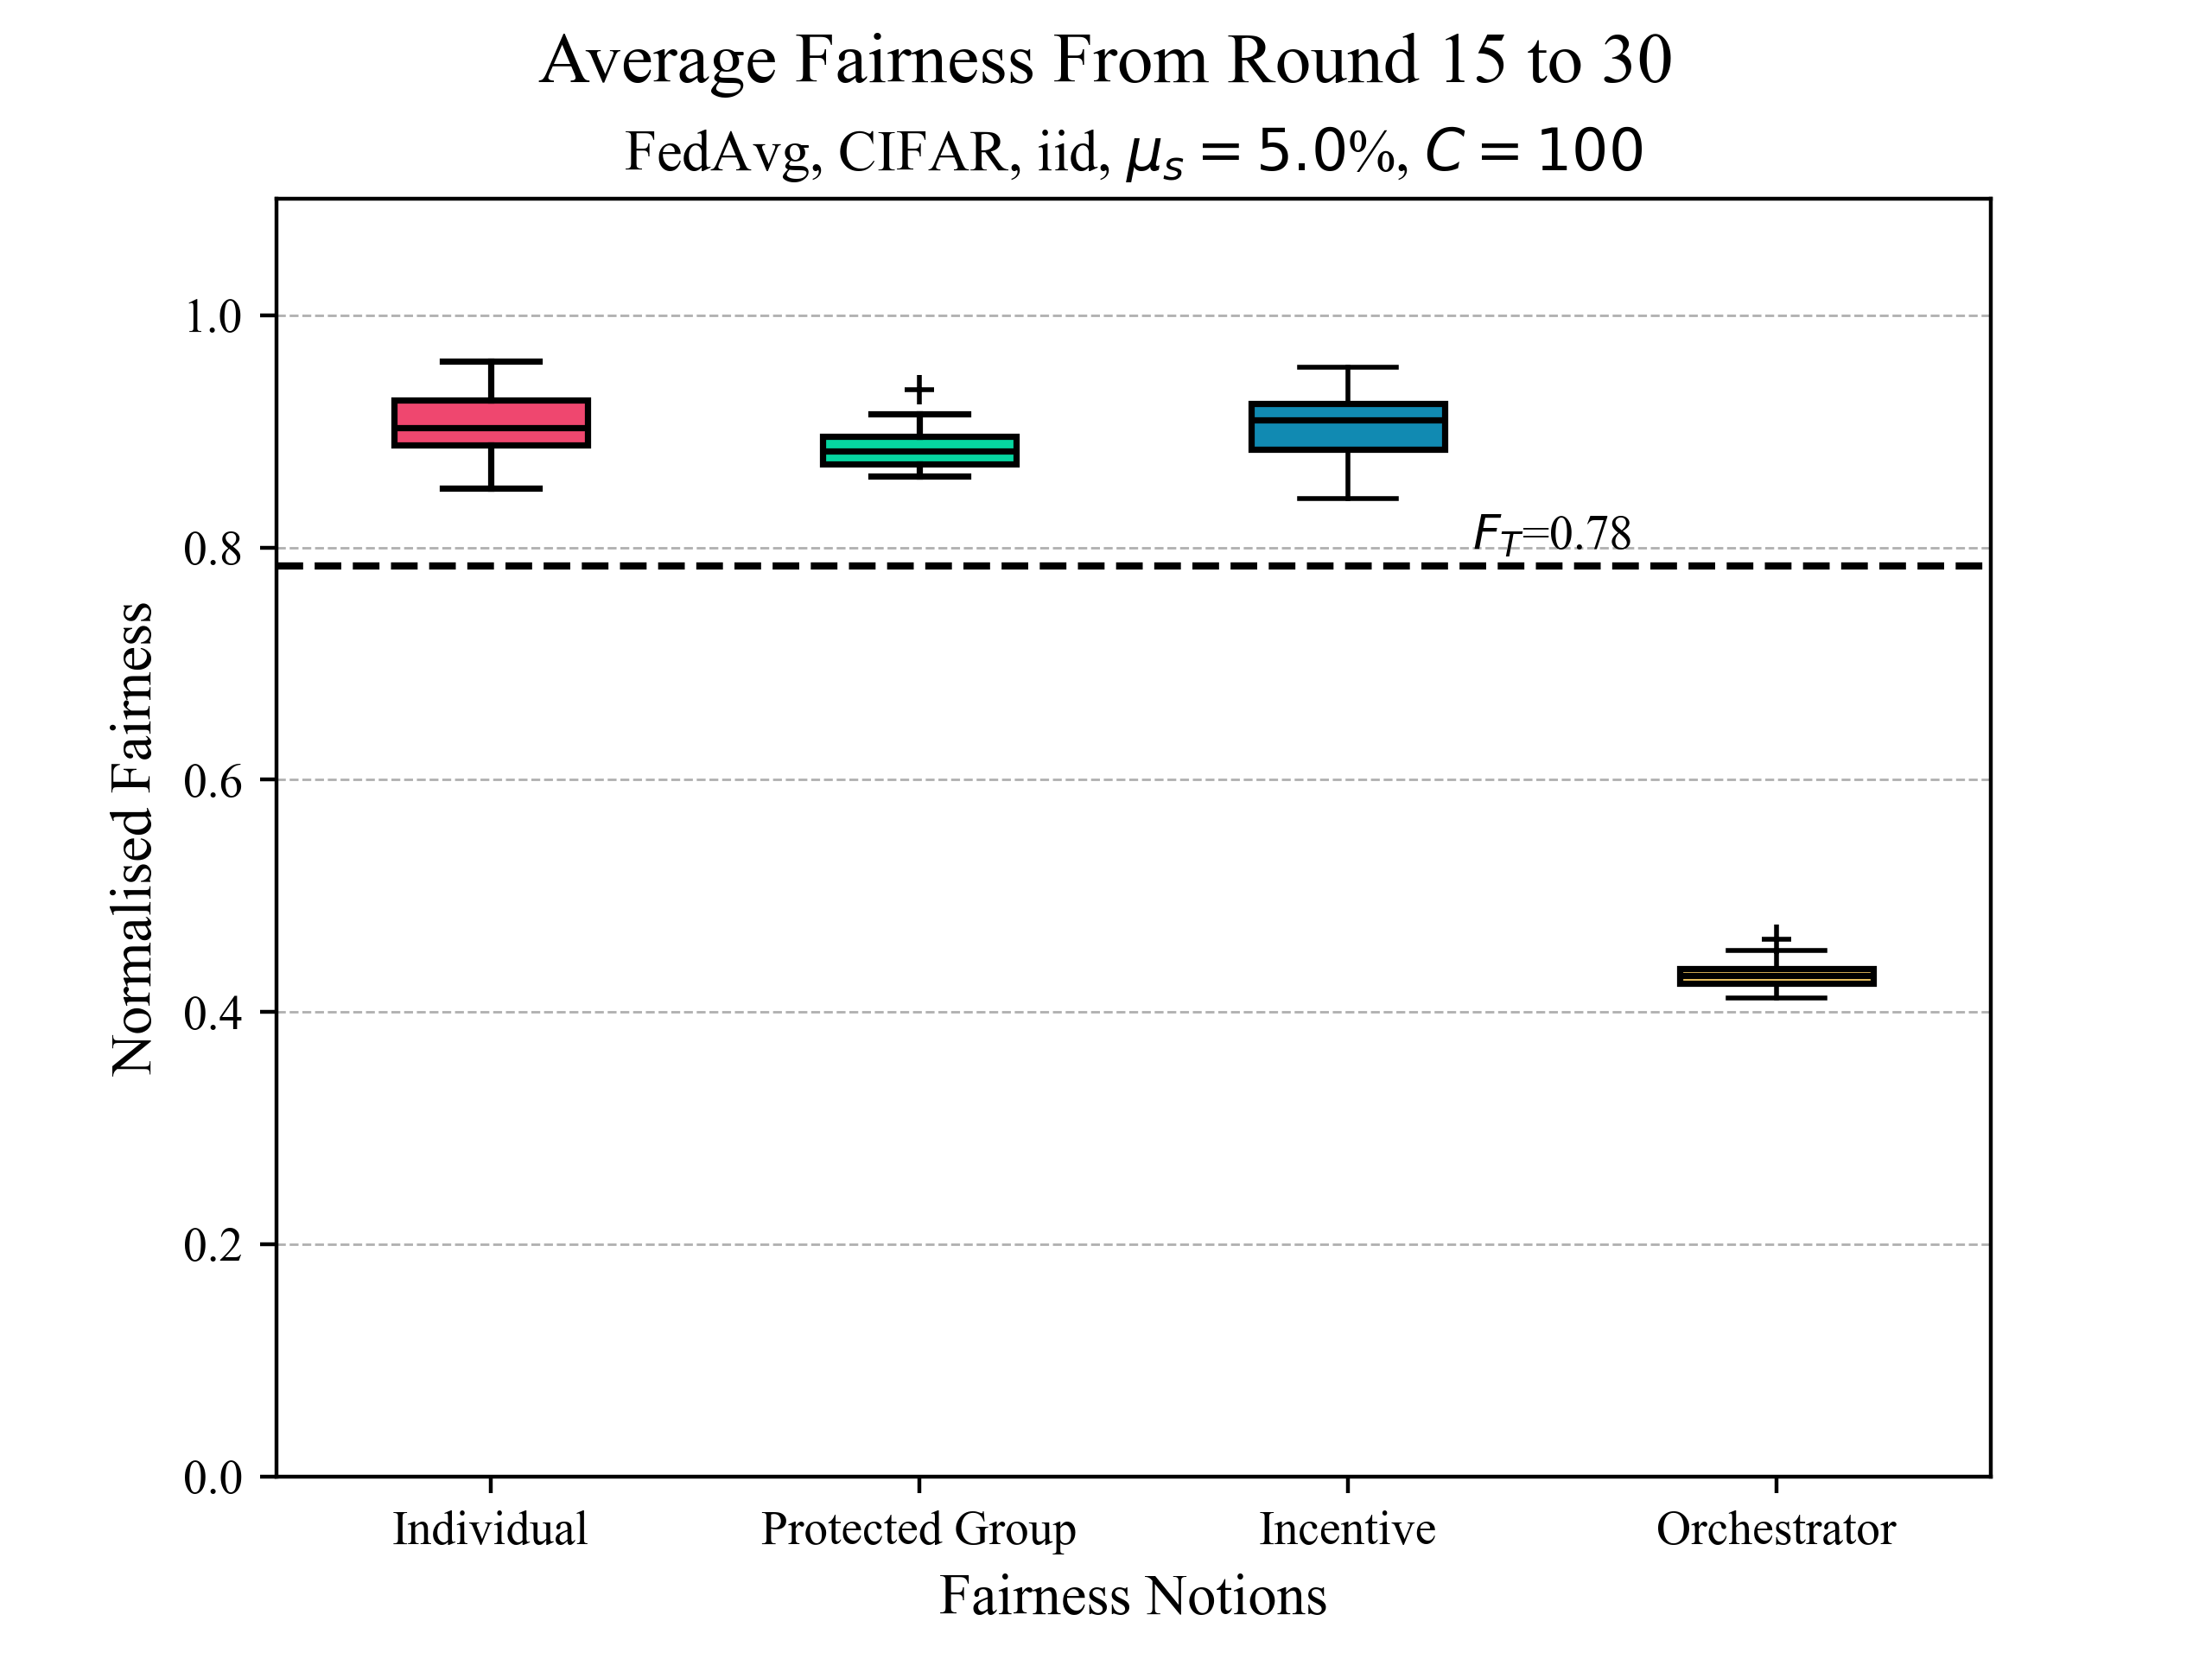 Average Fairness From Round 15 to 30
FedAvg, CIFAR, iid, μs = 5.0%, C = 100
1.0
0.8
0.6
0.4
0.2
0.0
Normalised Fairness
FT=0.78
Individual
Protected Group
Incentive
Orchestrator
Fairness Notions